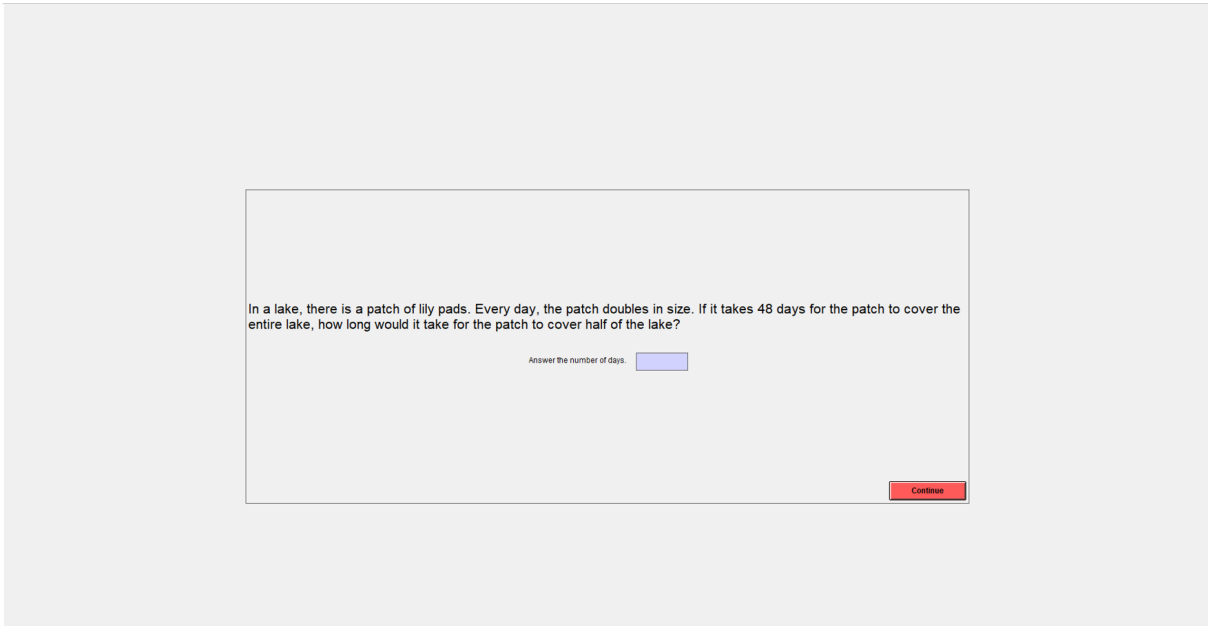 In a lake, there is a patch of lily pads. Every day, the patch doubles in size. If it takes 48 days for the patch to cover the
entire lake, how long would it take for the patch to cover half of the lake?
Answer the number of days.
Continue